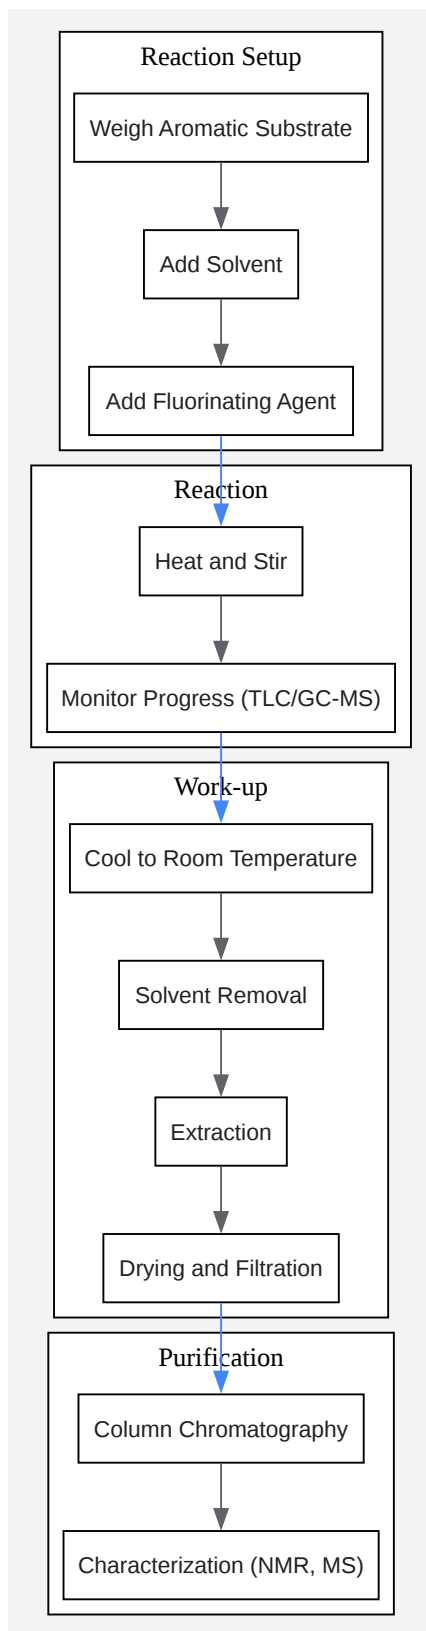 Reaction Setup
Weigh Aromatic Substrate
Add Solvent
Add Fluorinating Agent
Reaction
Heat and Stir
Monitor Progress (TLC/GC-MS)
Work-up
Cool to Room Temperature
Solvent Removal
Extraction
Drying and Filtration
Purification
Column Chromatography
Characterization (NMR, MS)